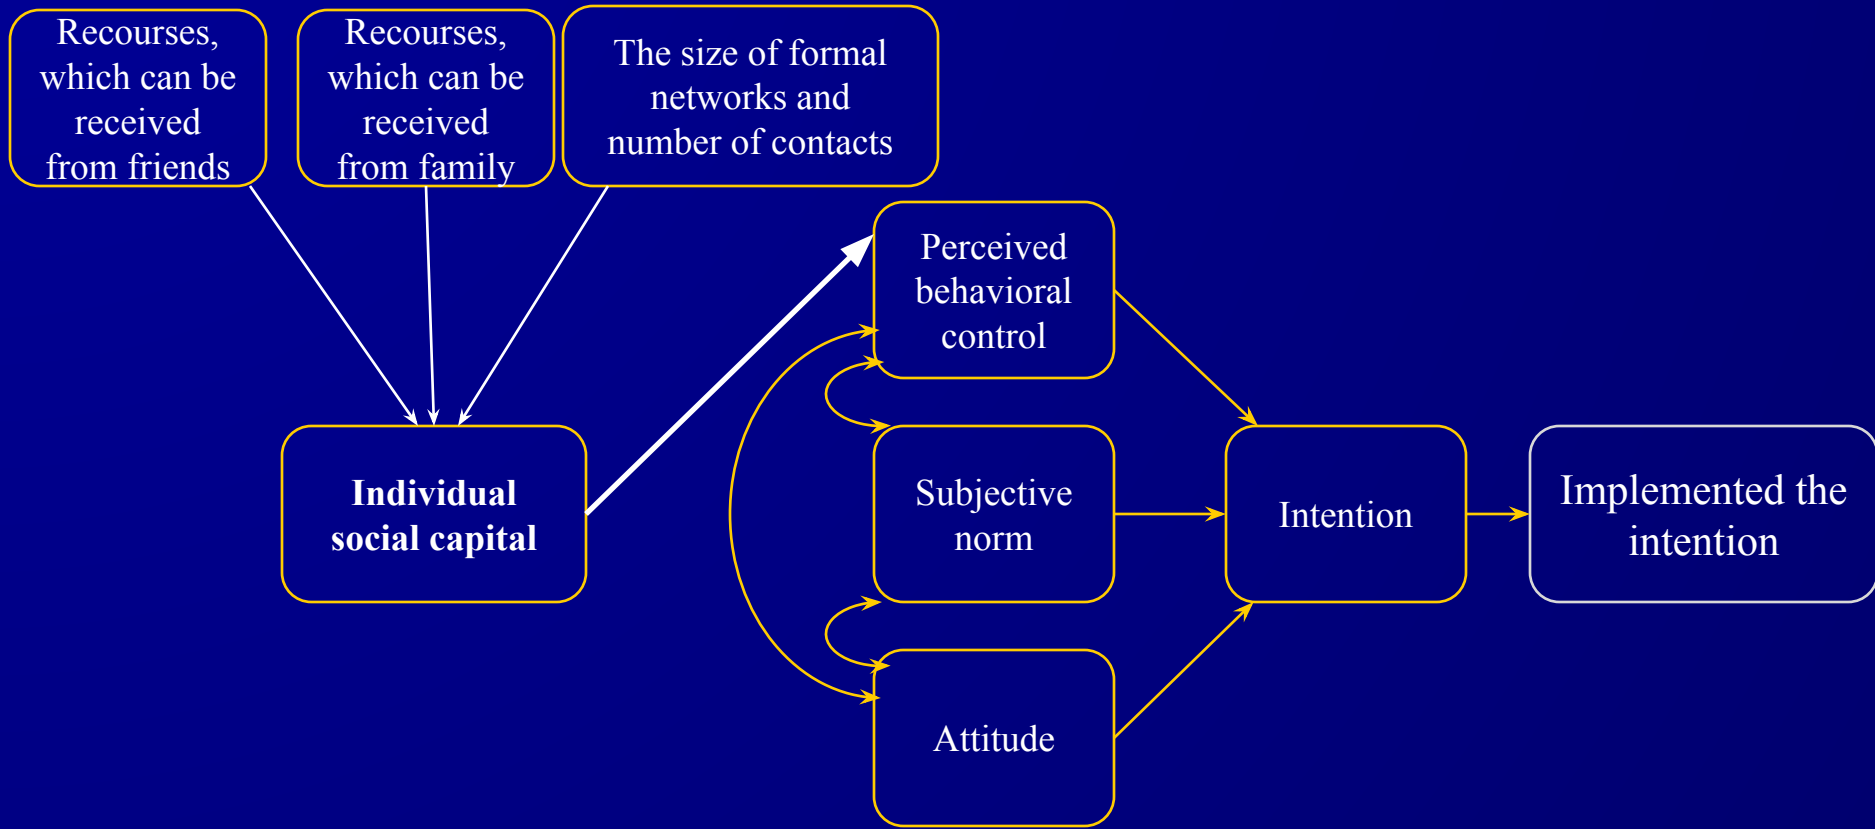 Recourses,
which can be
received
from friends
Recourses,
which can be
received
from family
The size of formal
networks and
number of contacts
Perceived
behavioral
control
Individual
social capital
Subjective
norm
Intention
Implemented the
intention
Attitude